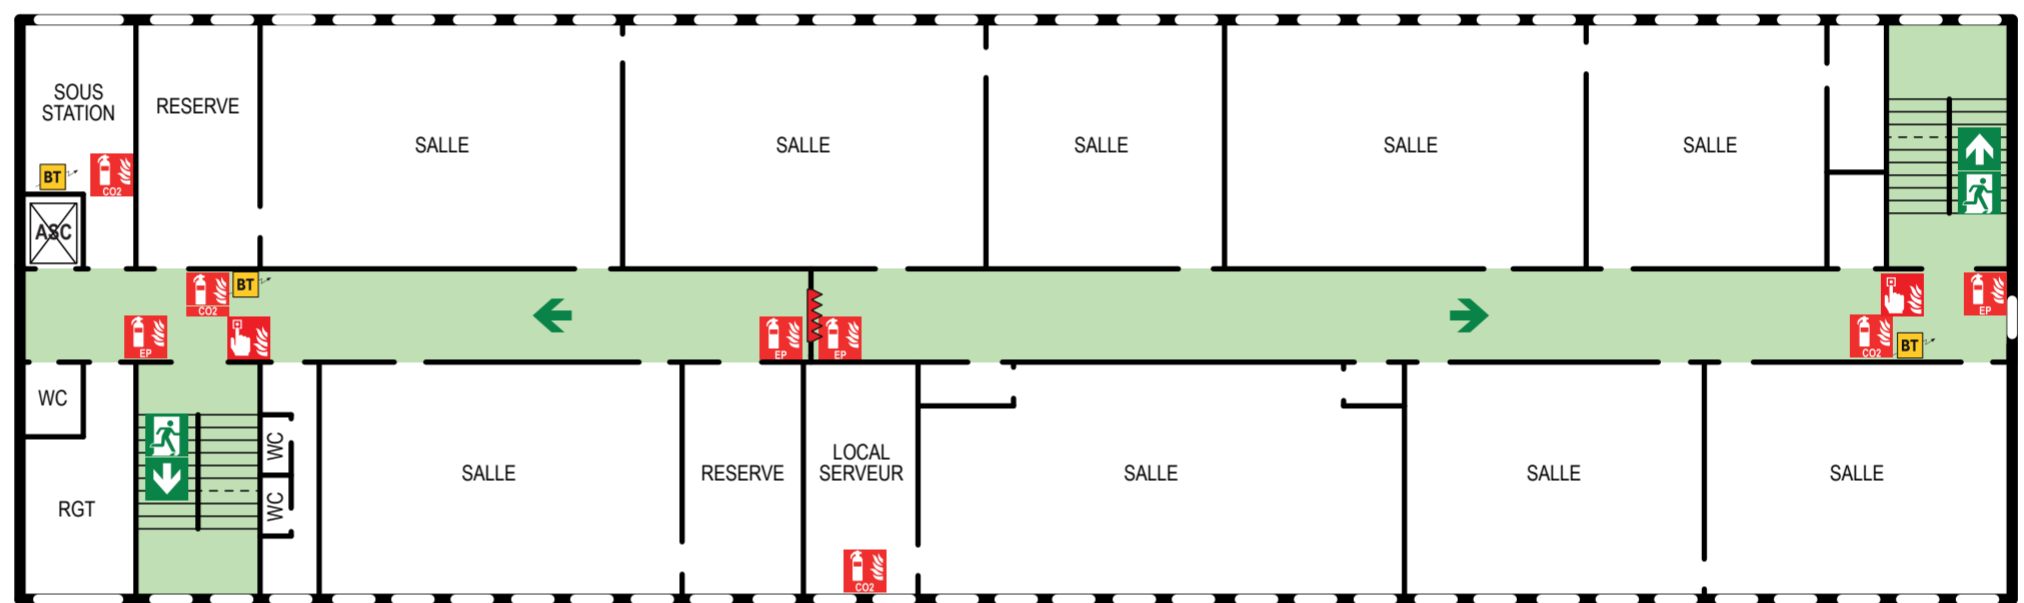 SOUS
STATION
RESERVE
SALLE
SALLE
SALLE
SALLE
SALLE
BT
CO2
ASC
CO2
BT
EP
EP
EP
EP
CO2
BT
WC
WC
WC
RGT
SALLE
RESERVE
LOCAL
SERVEUR
SALLE
SALLE
SALLE
CO2